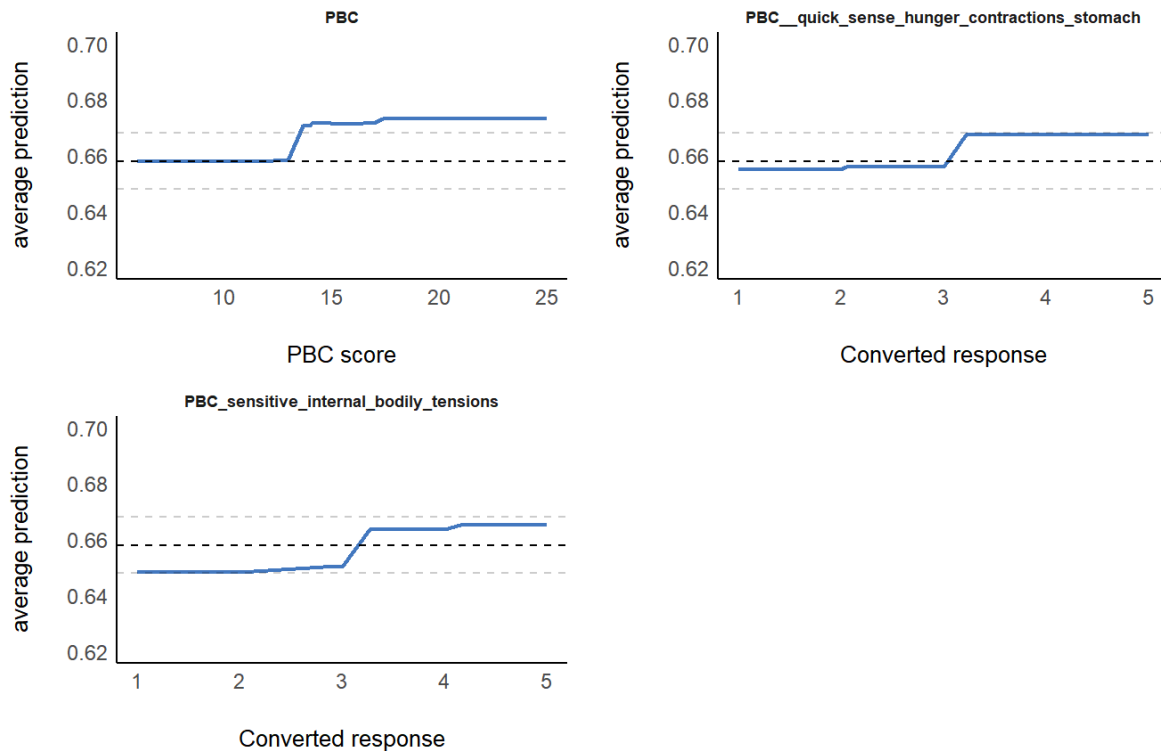 PBC
average prediction
0.70
0.68
0.66
0.64
0.62
10 15 20 25
PBC score
PBC__quick_sense_hunger_contractions_stomach
average prediction
0.70
0.68
0.66
0.64
0.62
1 2 3 4 5
Converted response
PBC_sensitive_internal_bodily_tensions
average prediction
0.70
0.68
0.66
0.64
0.62
1 2 3 4 5
Converted response